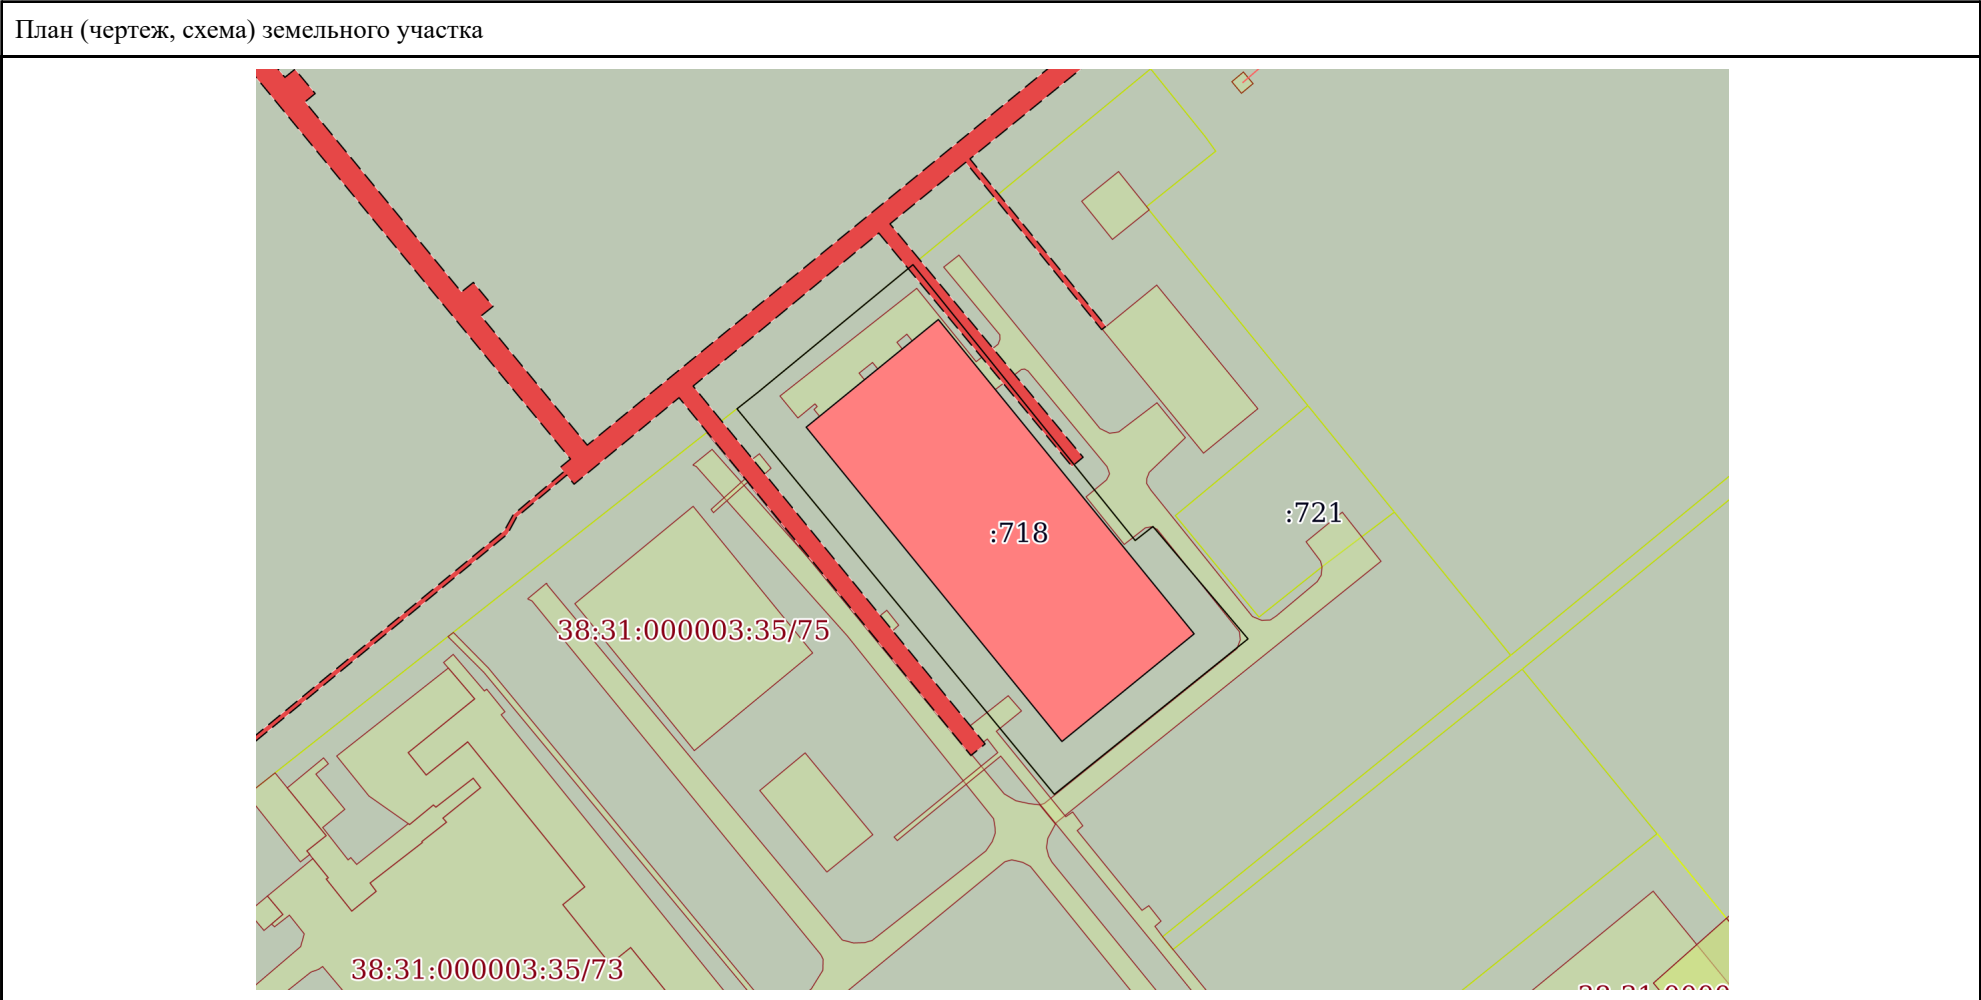 План (чертеж, схема) земельного участка
:721
:718
38:31:000003:35/75
38:31:000003:35/73